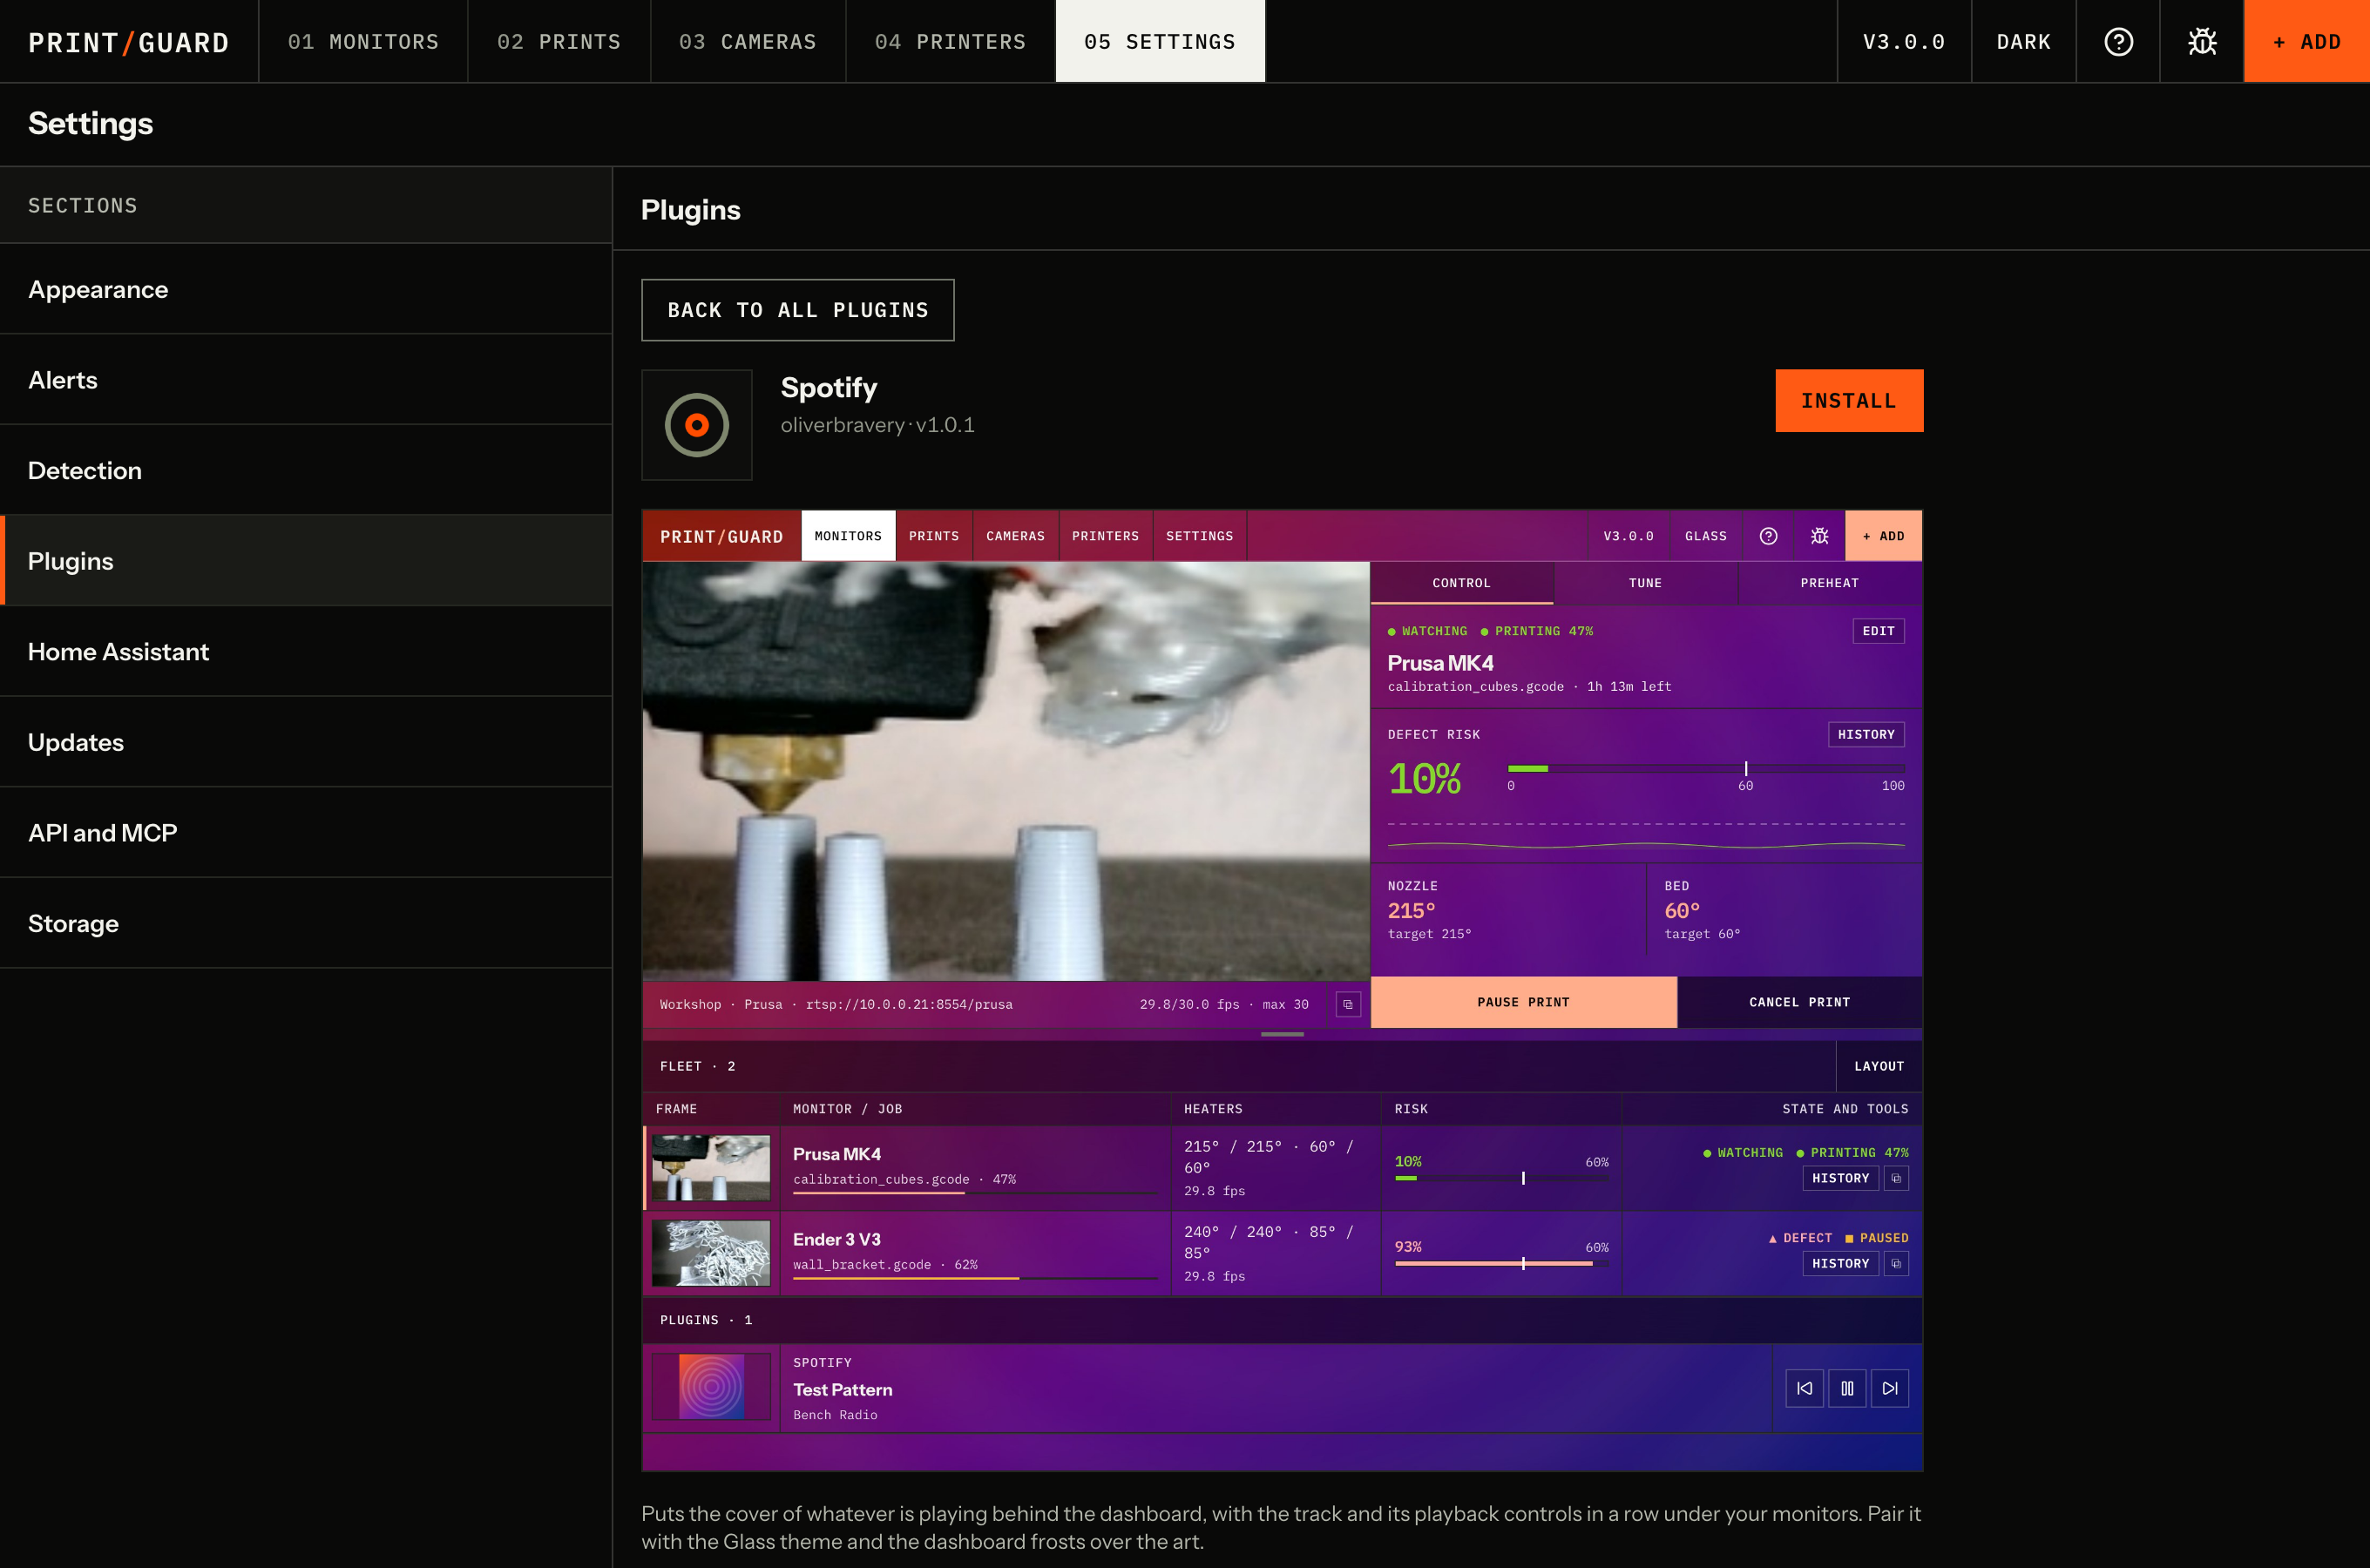 PRINT/GUARD
01 MONITORS
02 PRINTS
03 CAMERAS
04 PRINTERS
05 SETTINGS
V3.0.0
DARK
+ ADD
Settings
SECTIONS
Appearance
Alerts
Detection
Plugins
Home Assistant
Updates
API and MCP
Storage
Plugins
BACK TO ALL PLUGINS
Spotify
oliverbravery · v1.0.1
INSTALL
PRINT/GUARD
MONITORS
PRINTS
CAMERAS
PRINTERS
SETTINGS
V3.0.0
GLASS
+ ADD
CONTROL
TUNE
PREHEAT
WATCHING
PRINTING 47%
EDIT
Prusa MK4
calibration_cubes.gcode · 1h 13m left
DEFECT RISK
HISTORY
10%
0
60
100
NOZZLE
215°
target 215°
BED
60°
target 60°
Workshop · Prusa · rtsp://10.0.0.21:8554/prusa
29.8/30.0 fps · max 30
PAUSE PRINT
CANCEL PRINT
FLEET · 2
LAYOUT
FRAME
MONITOR / JOB
HEATERS
RISK
STATE AND TOOLS
Prusa MK4
calibration_cubes.gcode · 47%
215° / 215° · 60° /
60°
29.8 fps
10%
60%
WATCHING
PRINTING 47%
HISTORY
Ender 3 V3
wall_bracket.gcode · 62%
240° / 240° · 85° /
85°
29.8 fps
93%
60%
DEFECT
PAUSED
HISTORY
PLUGINS · 1
SPOTIFY
Test Pattern
Bench Radio
Puts the cover of whatever is playing behind the dashboard, with the track and its playback controls in a row under your monitors. Pair it
with the Glass theme and the dashboard frosts over the art.